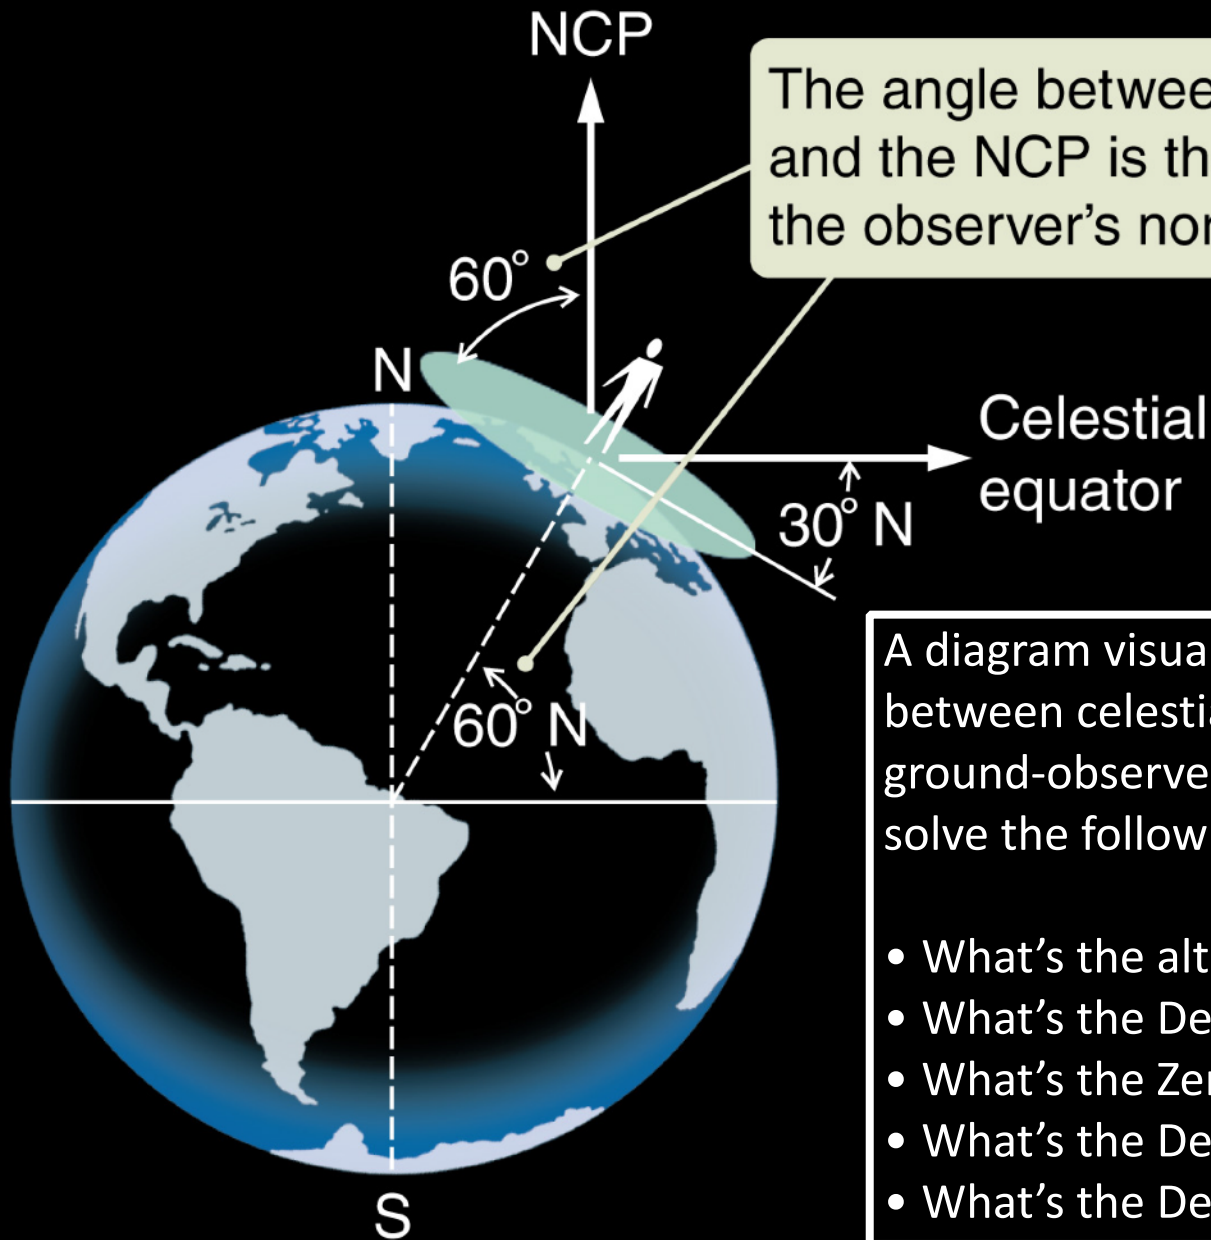 NCP
The angle betwee
and the NCP is th
the observer's nor
60°
N
Celestial
equator
30° N
60° N
A diagram visua
between celestia
ground-observe
solve the follow
• What's the alt
• What's the De
• What's the Zer
• What's the De
• What's the De
S